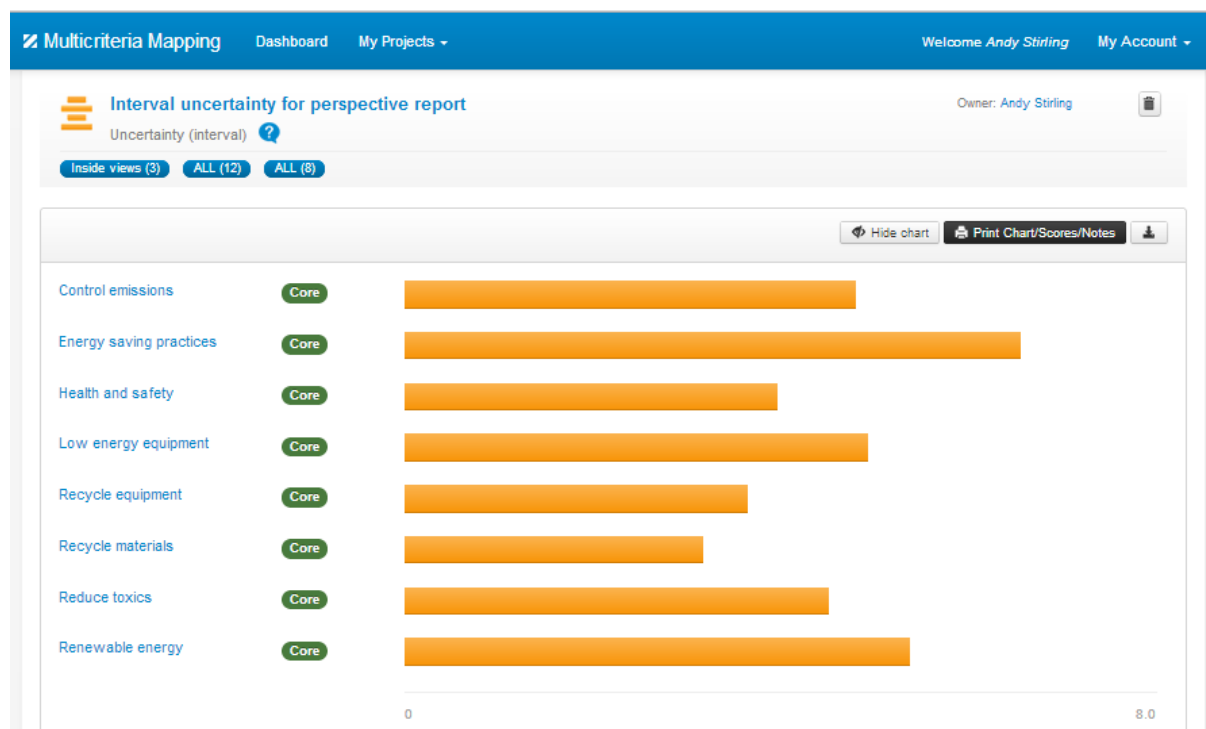 Multicriteria Mapping Dashboard My Projects Welcome Andy Stirling My Account
Interval uncertainty for perspective report Owner: Andy Stirling
Uncertainty (interval) ?
Inside views (3) ALL (12) ALL (8)
Hide chart Print Chart/Scores/Notes
Control emissions Core
Energy saving practices Core
Health and safety Core
Low energy equipment Core
Recycle equipment Core
Recycle materials Core
Reduce toxics Core
Renewable energy Core
0 8.0